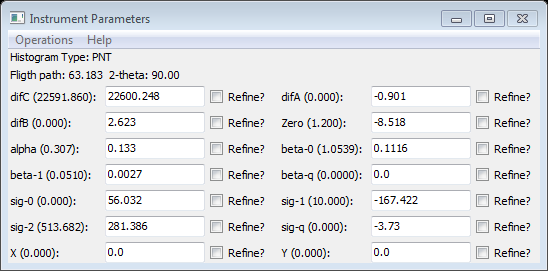 Instrument Parameters
Operations Help
Histogram Type: PNT
Fligth path: 63.183 2-theta: 90.00
difC (22591.860): 22600.248 Refine? difA (0.000): -0.901 Refine?
difB (0.000): 2.623 Refine? Zero (1.200): -8.518 Refine?
alpha (0.307): 0.133 Refine? beta-0 (1.0539): 0.1116 Refine?
beta-1 (0.0510): 0.0027 Refine? beta-q (0.0000): 0.0 Refine?
sig-0 (0.000): 56.032 Refine? sig-1 (10.000): -167.422 Refine?
sig-2 (513.682): 281.386 Refine? sig-q (0.000): -3.73 Refine?
X (0.000): 0.0 Refine? Y (0.000): 0.0 Refine?